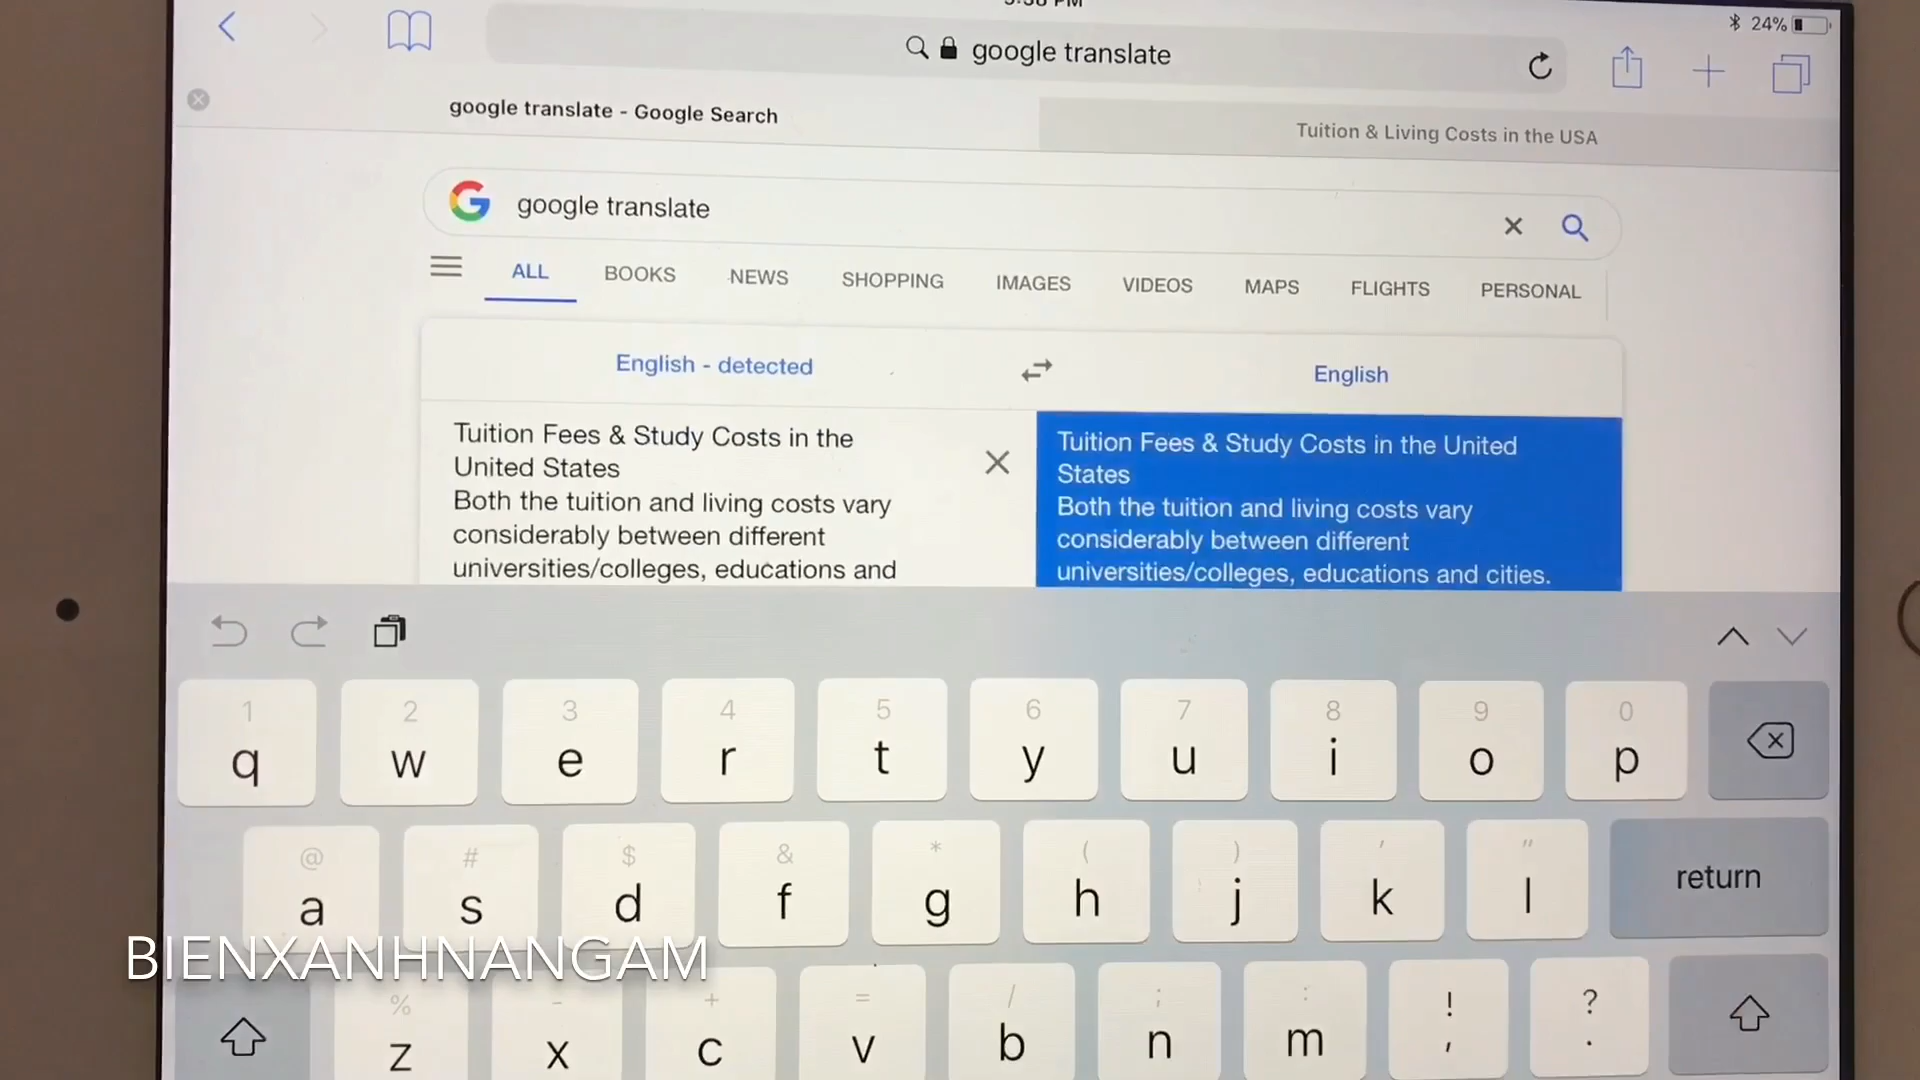 24%
google translate
google translate - Google Search
Tuition & Living Costs in the USA
google translate
ALL BOOKS NEWS SHOPPING IMAGES VIDEOS MAPS FLIGHTS PERSONAL
English - detected
English
Tuition Fees & Study Costs in the
United States
Both the tuition and living costs vary
considerably between different
universities/colleges, educations and
Tuition Fees & Study Costs in the United
States
Both the tuition and living costs vary
considerably between different
universities/colleges, educations and cities.
1 2 3 4 5 6 7 8 9 0
q w e r t y u i o p
@ # $ & * ( ) ' "
a s d f g h j k l return
BIENXANHNANGAM
% - + = / ; : ! ?
z x c v b n m , .